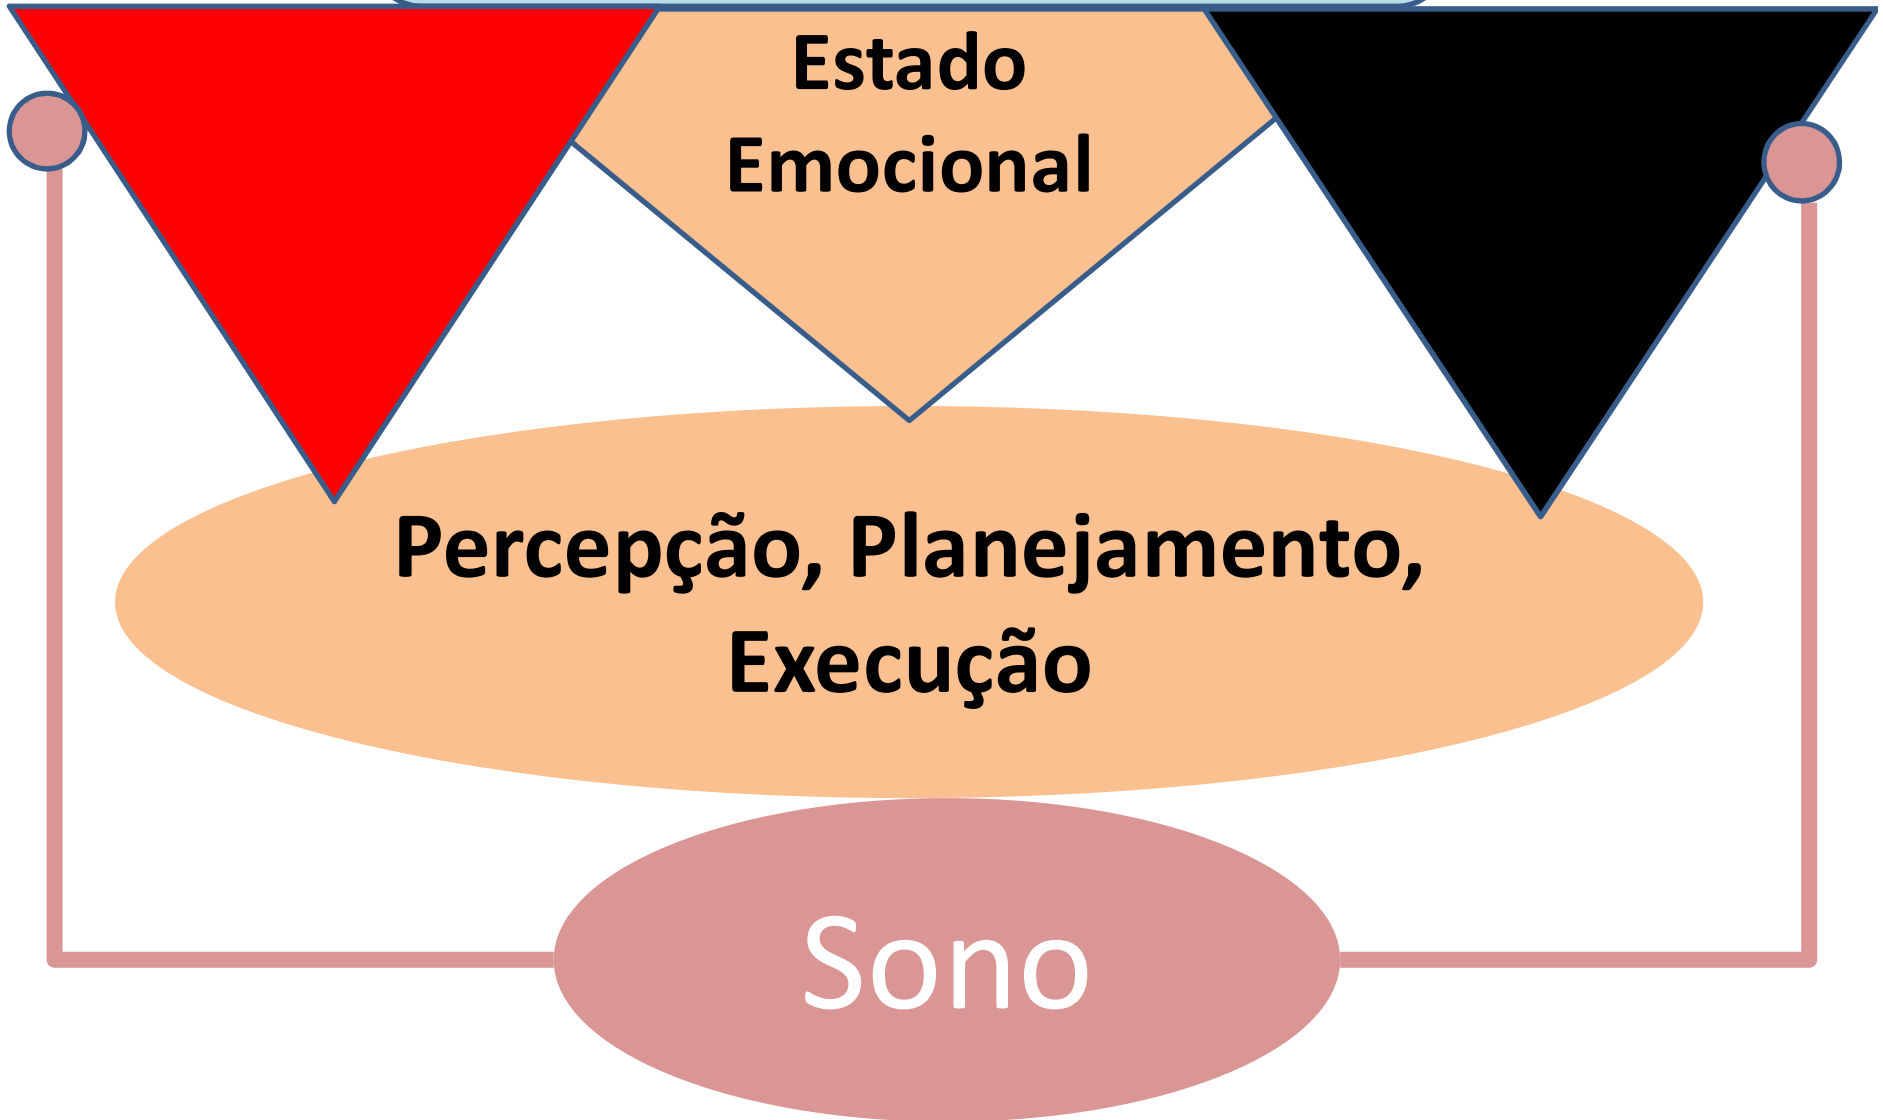 Estado
Emocional
Percepção, Planejamento,
Execução
Sono